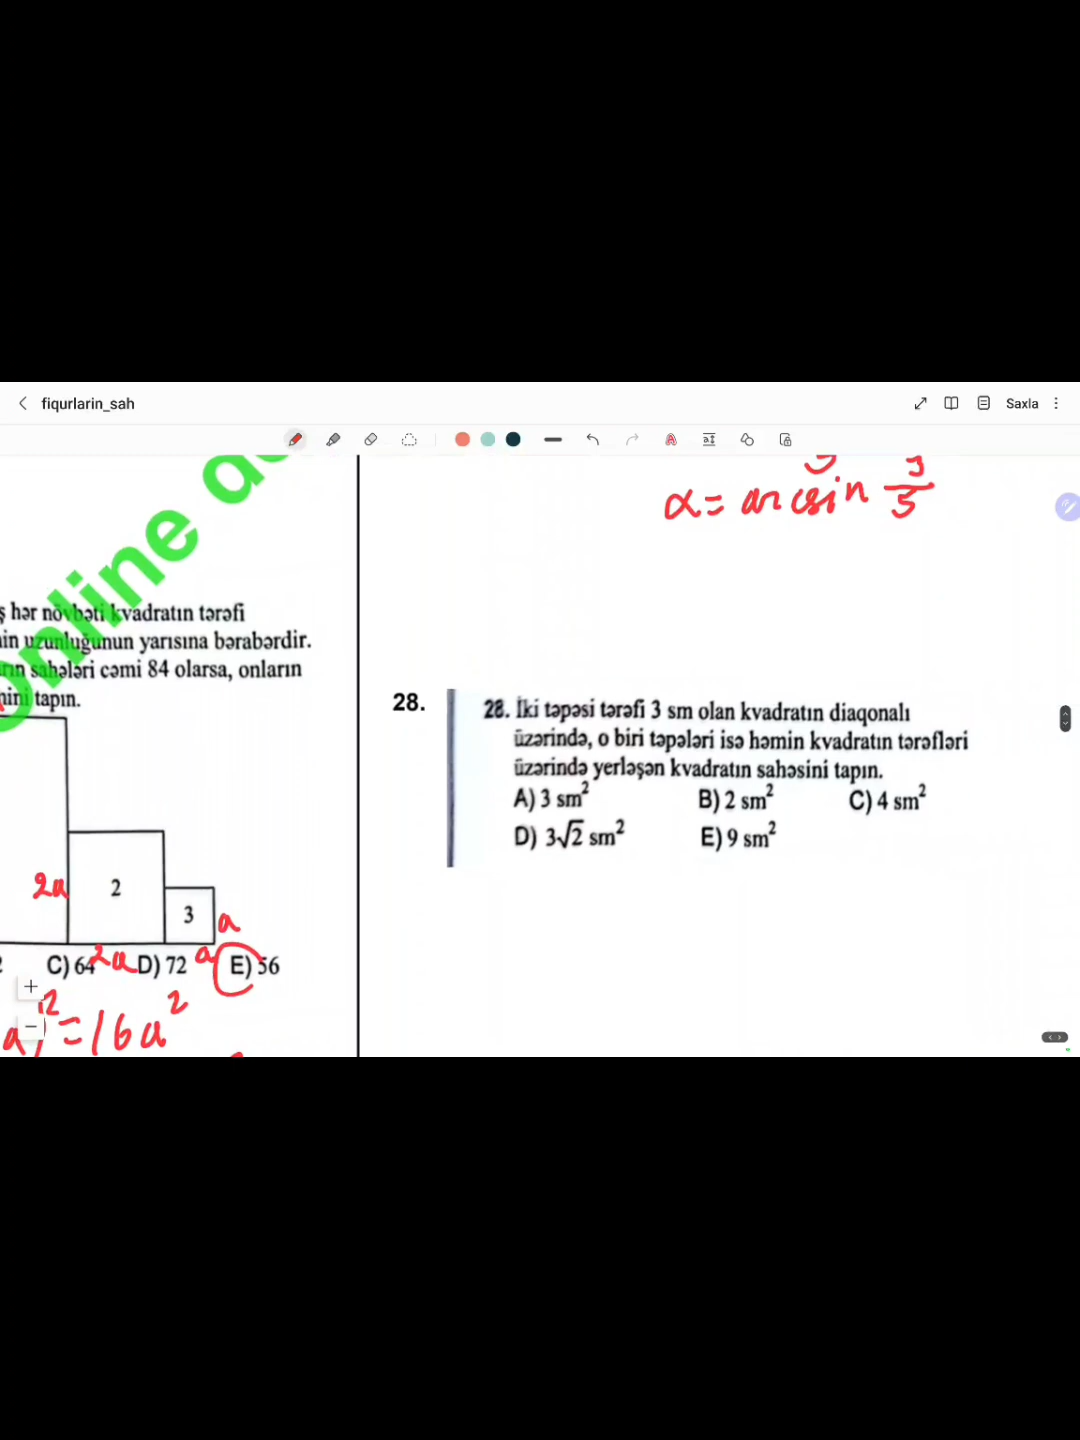 fiqurlarin_sah
Saxla
α = arcsin 3/5
Online
ş hər növbəti kvadratın tərəfi
uzunluğunun yarısına bərabərdir.
sahələri cəmi 84 olarsa, onların
tapın.
2a
2
3
a
2a
a
C) 64 D) 72 E) 56
= 16a²
28.
28. İki təpəsi tərəfi 3 sm olan kvadratın diaqonalı
üzərində, o biri təpələri isə həmin kvadratın tərəfləri
üzərində yerləşən kvadratın sahəsini tapın.
A) 3 sm² B) 2 sm² C) 4 sm²
D) 3√2 sm² E) 9 sm²